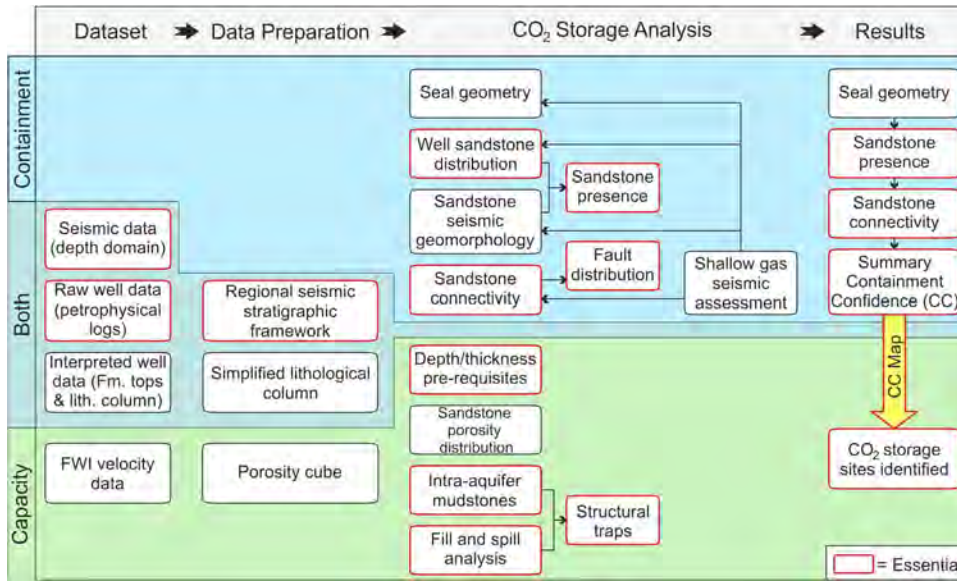 Dataset
Data Preparation
CO₂ Storage Analysis
Results
Containment
Both
Capacity
Seismic data
(depth domain)
Raw well data
(petrophysical logs)
Interpreted well
data (Fm. tops
& lith. column)
FWI velocity
data
Regional seismic
stratigraphic
framework
Simplified lithological
column
Porosity cube
Seal geometry
Well sandstone
distribution
Sandstone
seismic
geomorphology
Sandstone
connectivity
Sandstone
presence
Fault
distribution
Shallow gas
seismic
assessment
Depth/thickness
pre-requisites
Sandstone
porosity
distribution
Intra-aquifer
mudstones
Fill and spill
analysis
Structural
traps
Seal
geometry
Sandstone
presence
Sandstone
connectivity
Summary
Containment
Confidence (CC)
CC Map
CO₂ storage
sites identified
= Essential